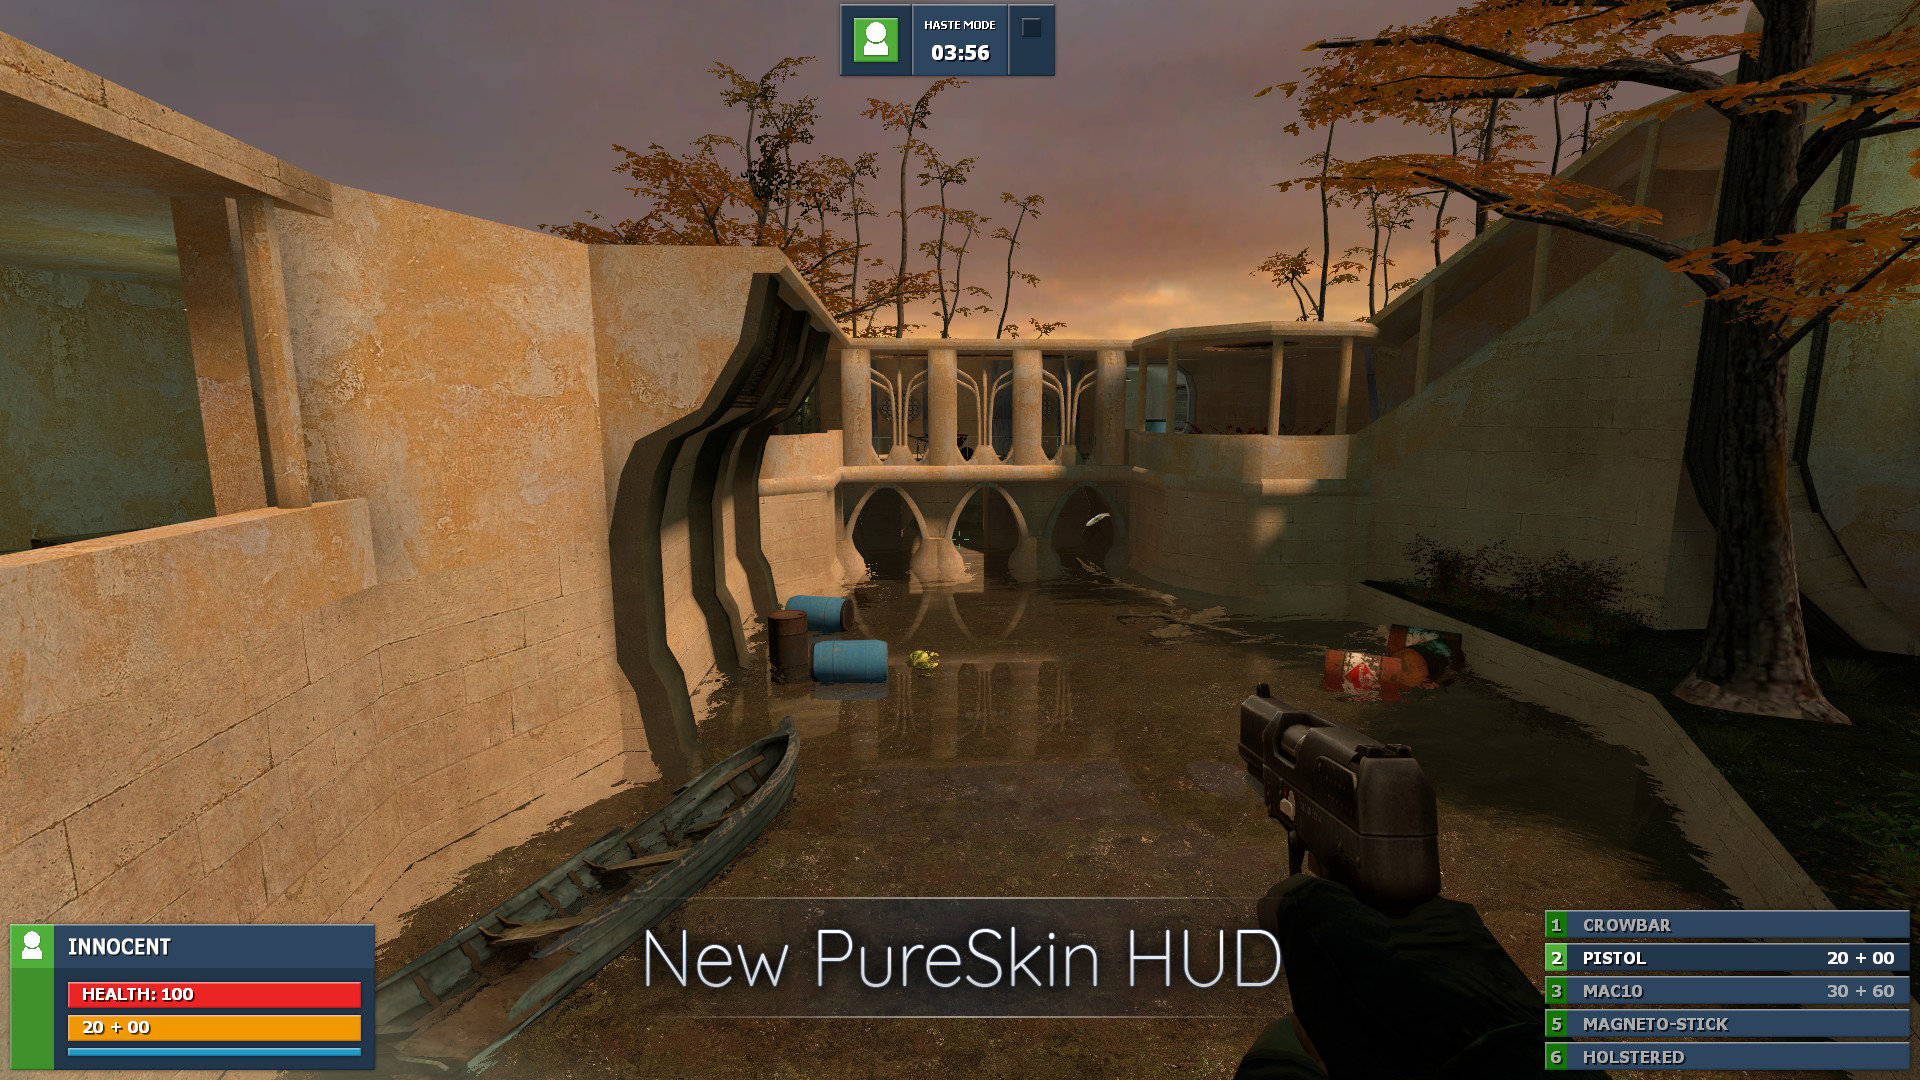 HASTE MODE
03:56
INNOCENT
HEALTH: 100
20 + 00
New PureSkin HUD
1 CROWBAR
2 PISTOL 20 + 00
3 MAC10 30 + 60
5 MAGNETO-STICK
6 HOLSTERED